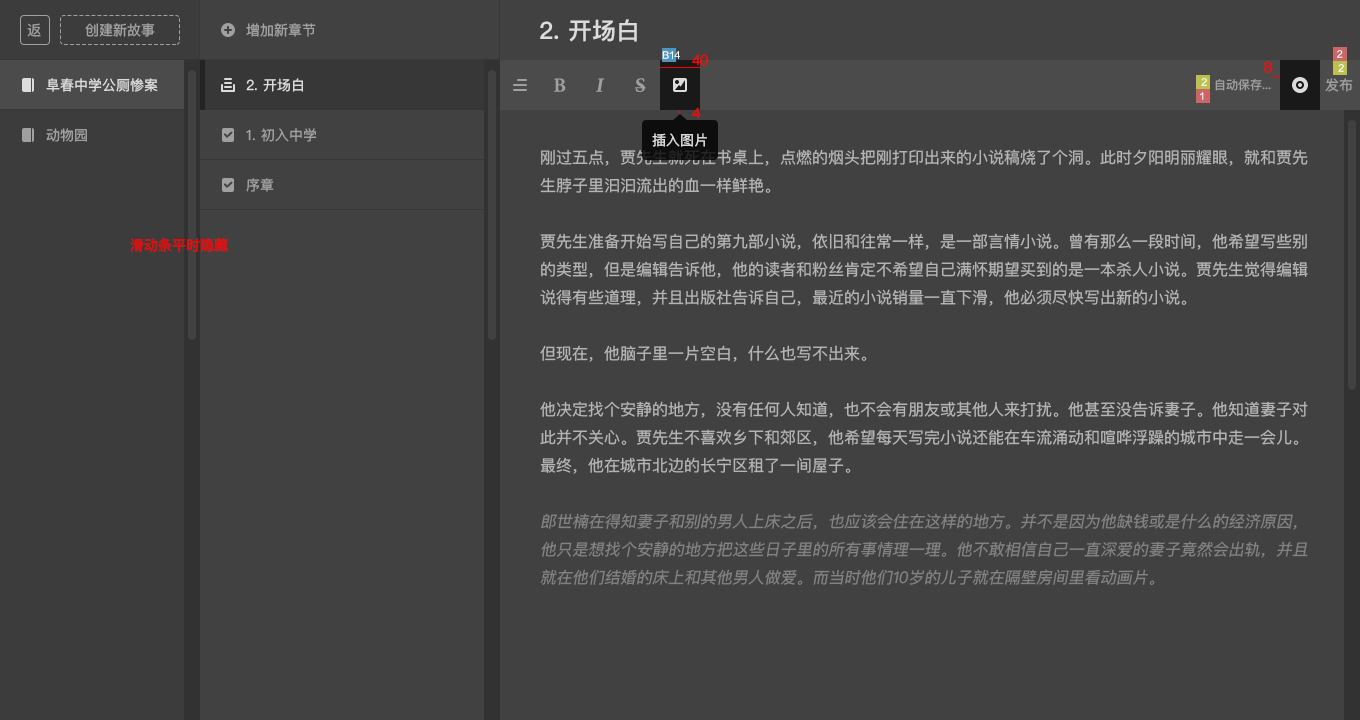 返 创建新故事
阜春中学公厕惨案
动物园
滑动条平时隐藏
增加新章节
2. 开场白
1. 初入中学
序章
2. 开场白
B14
40
B I S
4
插入图片
2
1
自动保存...
8
2
2
发布
刚过五点，贾先生就死在书桌上，点燃的烟头把刚打印出来的小说稿烧了个洞。此时夕阳明丽耀眼，就和贾先
生脖子里汩汩流出的血一样鲜艳。
贾先生准备开始写自己的第九部小说，依旧和往常一样，是一部言情小说。曾有那么一段时间，他希望写些别
的类型，但是编辑告诉他，他的读者和粉丝肯定不希望自己满怀期望买到的是一本杀人小说。贾先生觉得编辑
说得有些道理，并且出版社告诉自己，最近的小说销量一直下滑，他必须尽快写出新的小说。
但现在，他脑子里一片空白，什么也写不出来。
他决定找个安静的地方，没有任何人知道，也不会有朋友或其他人来打扰。他甚至没告诉妻子。他知道妻子对
此并不关心。贾先生不喜欢乡下和郊区，他希望每天写完小说还能在车流涌动和喧哗浮躁的城市中走一会儿。
最终，他在城市北边的长宁区租了一间屋子。
郎世楠在得知妻子和别的男人上床之后，也应该会住在这样的地方。并不是因为他缺钱或是什么的经济原因，
他只是想找个安静的地方把这些日子里的所有事情理一理。他不敢相信自己一直深爱的妻子竟然会出轨，并且
就在他们结婚的床上和其他男人做爱。而当时他们10岁的儿子就在隔壁房间里看动画片。